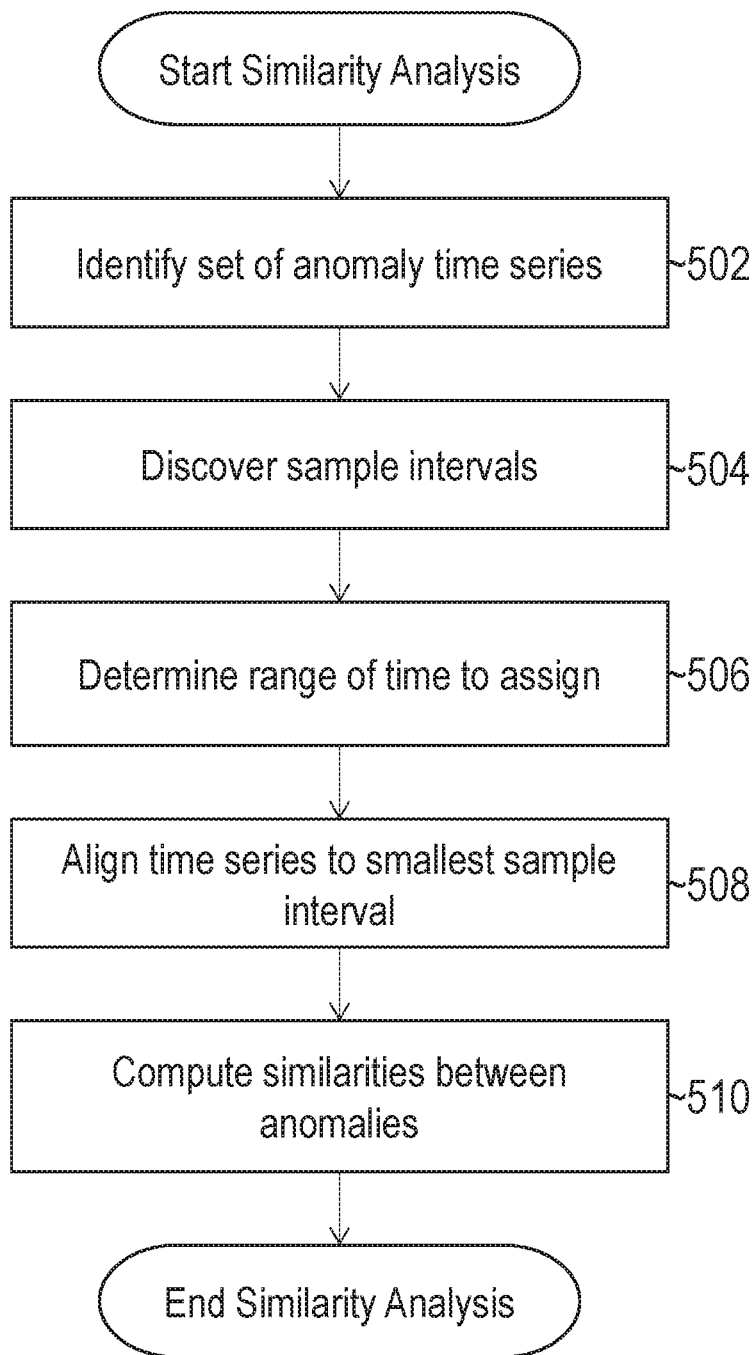 Start Similarity Analysis
Identify set of anomaly time series
~502
Discover sample intervals
~504
Determine range of time to assign
~506
Align time series to smallest sample
interval
~508
Compute similarities between
anomalies
~510
End Similarity Analysis